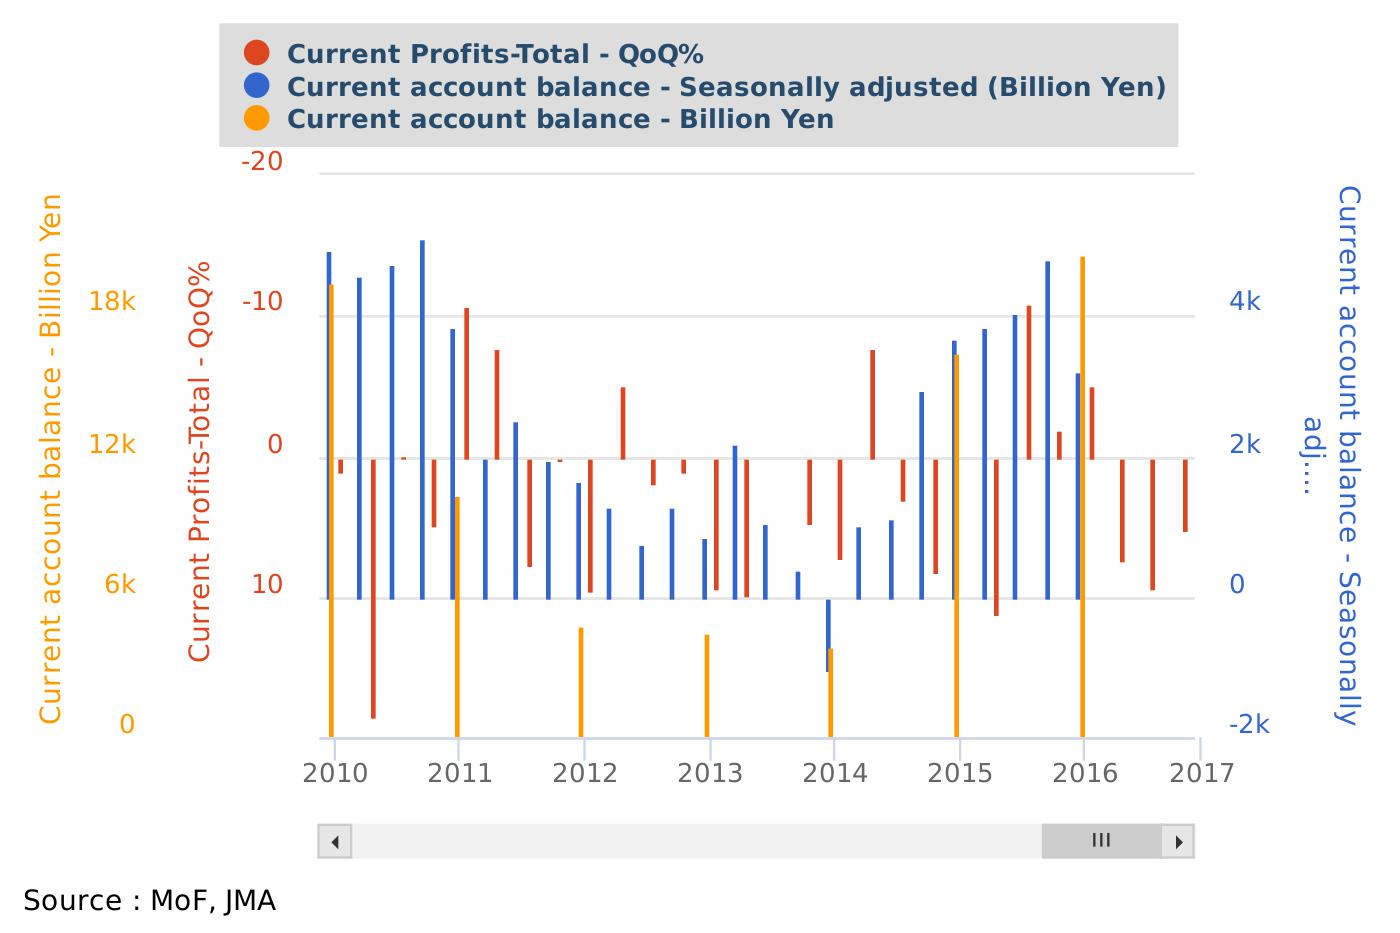 Current Profits-Total - QoQ%
Current account balance - Seasonally adjusted (Billion Yen)
Current account balance - Billion Yen
Current account balance - Billion Yen
18k
12k
6k
0
Current Profits-Total - QoQ%
-20
-10
0
10
4k
2k
0
-2k
Current account balance - Seasonally
adj....
2010 2011 2012 2013 2014 2015 2016 2017
Source : MoF, JMA